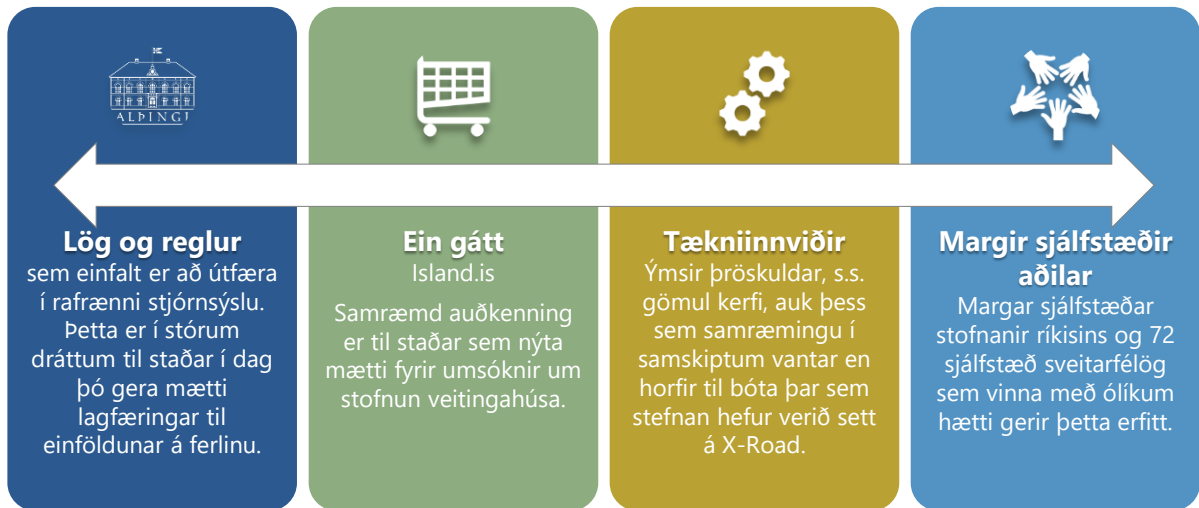 ALÞINGI
Lög og reglur
sem einfalt er að útfæra
í rafrænni stjórnsýslu.
Þetta er í stórum
dráttum til staðar í dag
þó gera mætti
lagfæringar til
einföldunar á ferlinu.
Ein gátt
Island.is
Samræmd auðkenning
er til staðar sem nýta
mætti fyrir umsóknir um
stofnun veitingahúsa.
Tækniinnviðir
Ýmsir þröskuldar, s.s.
gömul kerfi, auk þess
sem samræmingu í
samskiptum vantar en
horfir til bóta þar sem
stefnan hefur verið sett
á X-Road.
Margir sjálfstæðir
aðilar
Margar sjálfstæðar
stofnanir ríkisins og 72
sjálfstæð sveitarfélög
sem vinna með ólíkum
hætti gerir þetta erfitt.